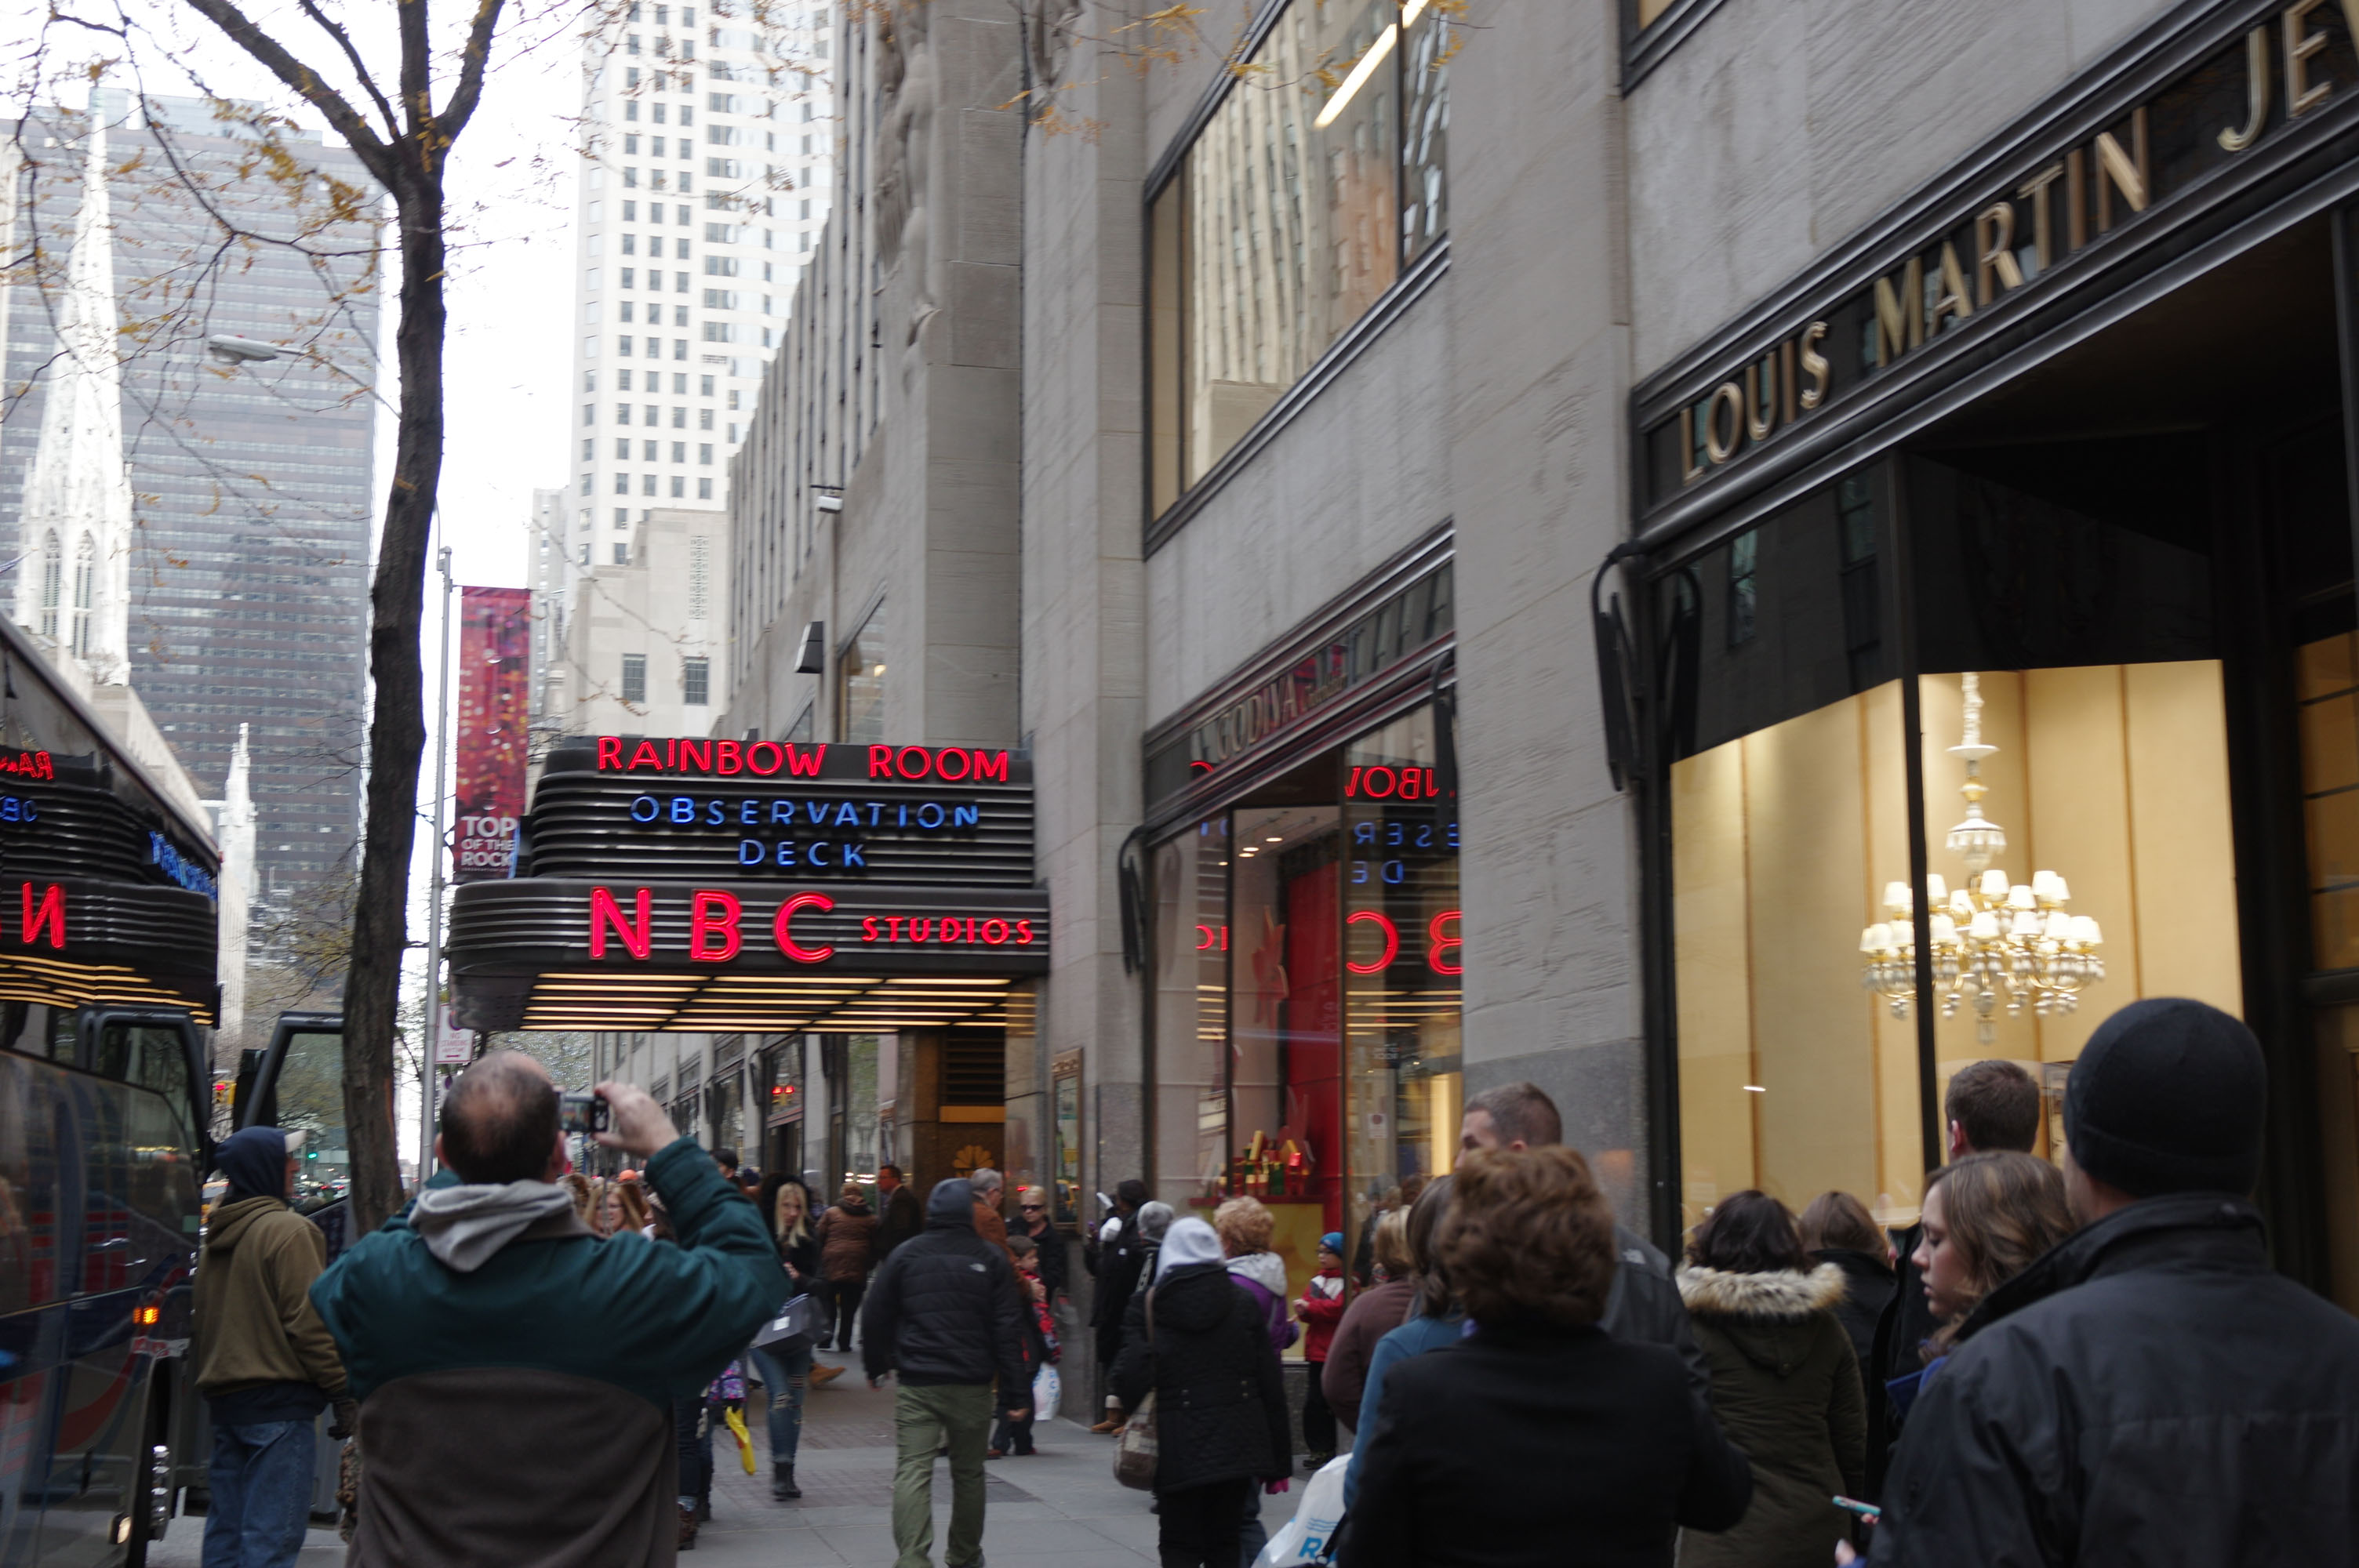 LOUIS MARTIN JE
GODIVA
RAINBOW ROOM
OBSERVATION
DECK
NBC STUDIOS
TOP
OF THE
ROCK